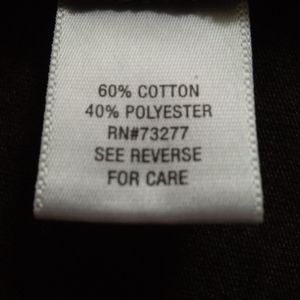 60% COTTON
40% POLYESTER
RN#73277
SEE REVERSE
FOR CARE